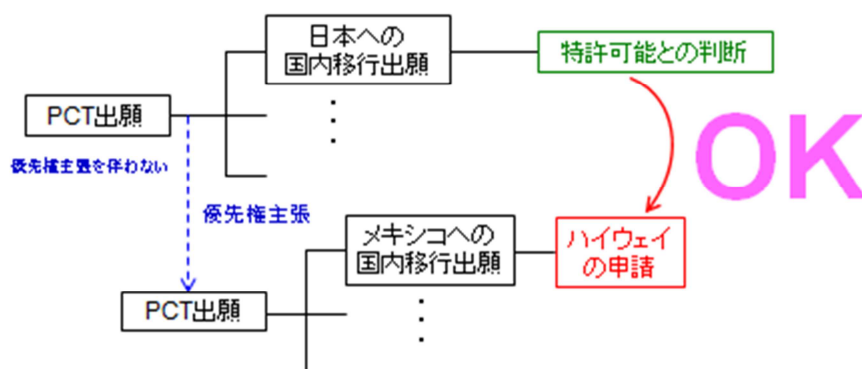 日本への
国内移行出願
特許可能との判断
PCT出願
優先権主張を伴わない
OK
優先権主張
メキシコへの
国内移行出願
ハイウェイ
の申請
PCT出願